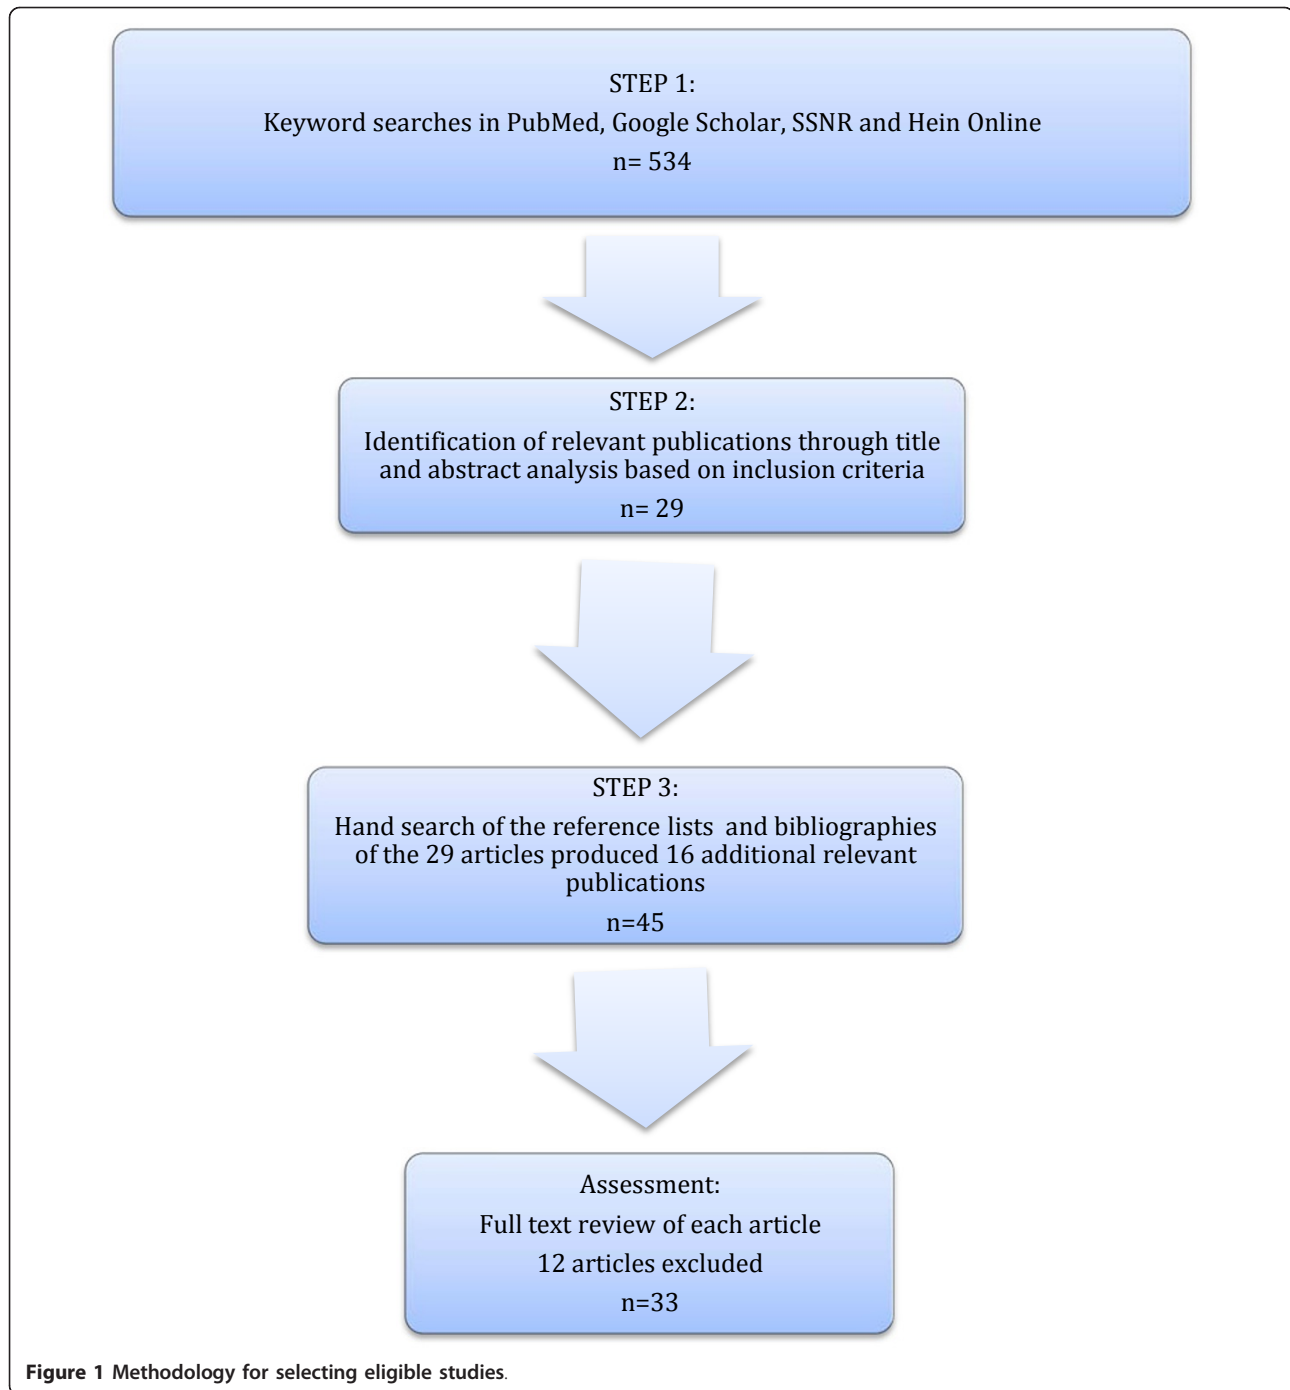 STEP 1:
Keyword searches in PubMed, Google Scholar, SSNR and Hein Online
n= 534
STEP 2:
Identification of relevant publications through title
and abstract analysis based on inclusion criteria
n= 29
STEP 3:
Hand search of the reference lists  and bibliographies
of the 29 articles produced 16 additional relevant
publications
n=45
Assessment:
Full text review of each article
12 articles excluded
n=33
Figure 1 Methodology for selecting eligible studies.